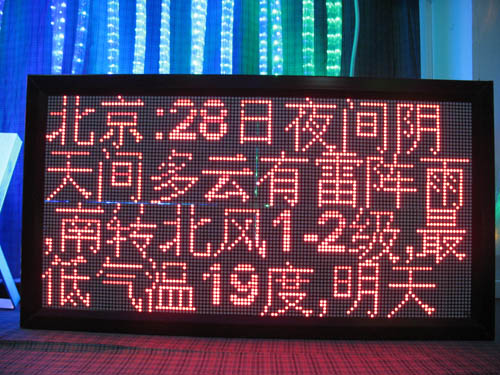 北京:28日夜间阴
天间多云有雷阵雨
,南转北风1-2级,最
低气温19度,明天